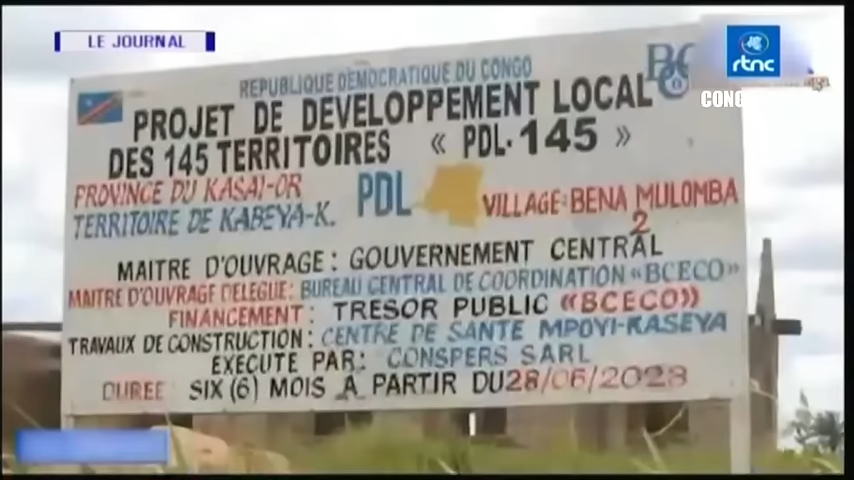 LE JOURNAL
rtnc
CONG
REPUBLIQUE DEMOCRATIQUE DU CONGO
PROJET DE DEVELOPPEMENT LOCAL
DES 145 TERRITOIRES « PDL-145 »
PROVINCE DU KASAI-OR
TERRITOIRE DE KABEYA-K.
PDL
VILLAGE: BENA MULOMBA
2
MAITRE D'OUVRAGE: GOUVERNEMENT CENTRAL
MAITRE D'OUVRAGE DELEGUE: BUREAU CENTRAL DE COORDINATION «BCECO»
FINANCEMENT: TRESOR PUBLIC «BCECO»
TRAVAUX DE CONSTRUCTION: CENTRE DE SANTE MPOYI-KASEYA
EXECUTE PAR: CONSPERS SARL
DUREE SIX (6) MOIS A PARTIR DU 28/06/2023